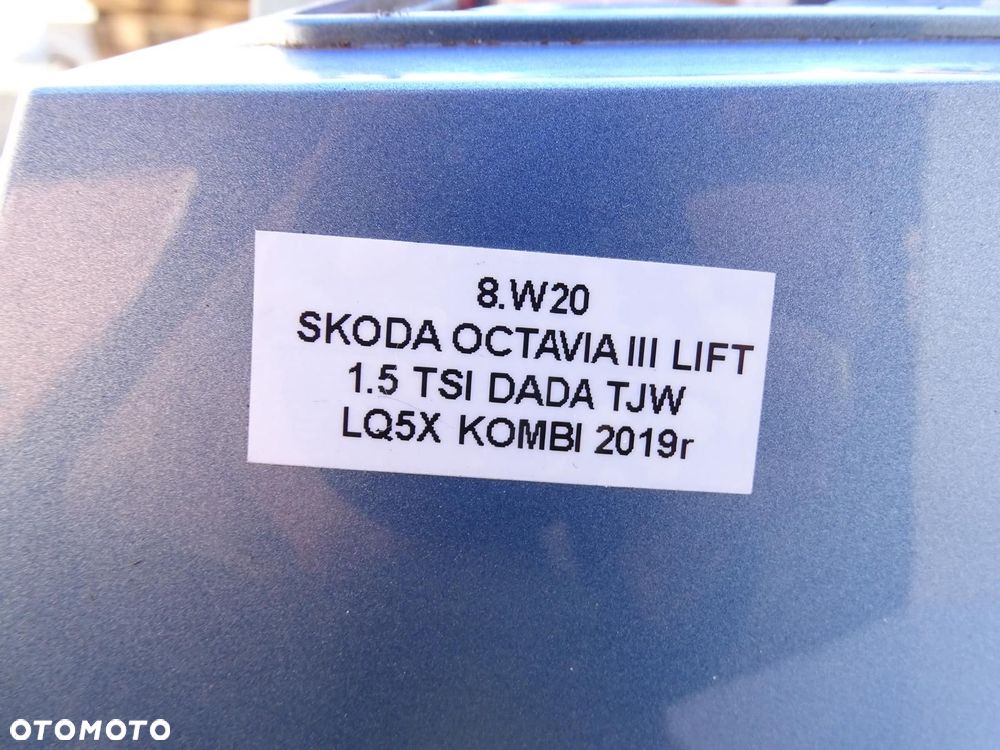 8.W20
SKODA OCTAVIA III LIFT
1.5 TSI DADA TJW
LQ5X KOMBI 2019r
OTOMOTO